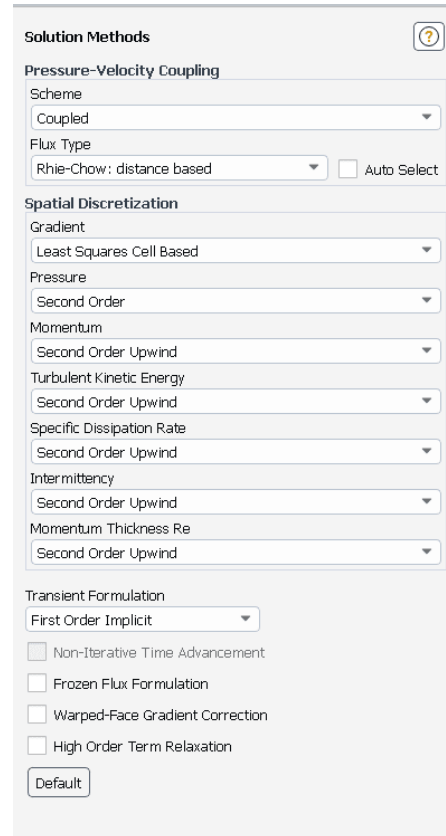 Solution Methods
?
Pressure-Velocity Coupling
Scheme
Coupled
Flux Type
Rhie-Chow: distance based
Auto Select
Spatial Discretization
Gradient
Least Squares Cell Based
Pressure
Second Order
Momentum
Second Order Upwind
Turbulent Kinetic Energy
Second Order Upwind
Specific Dissipation Rate
Second Order Upwind
Intermittency
Second Order Upwind
Momentum Thickness Re
Second Order Upwind
Transient Formulation
First Order Implicit
Non-Iterative Time Advancement
Frozen Flux Formulation
Warped-Face Gradient Correction
High Order Term Relaxation
Default